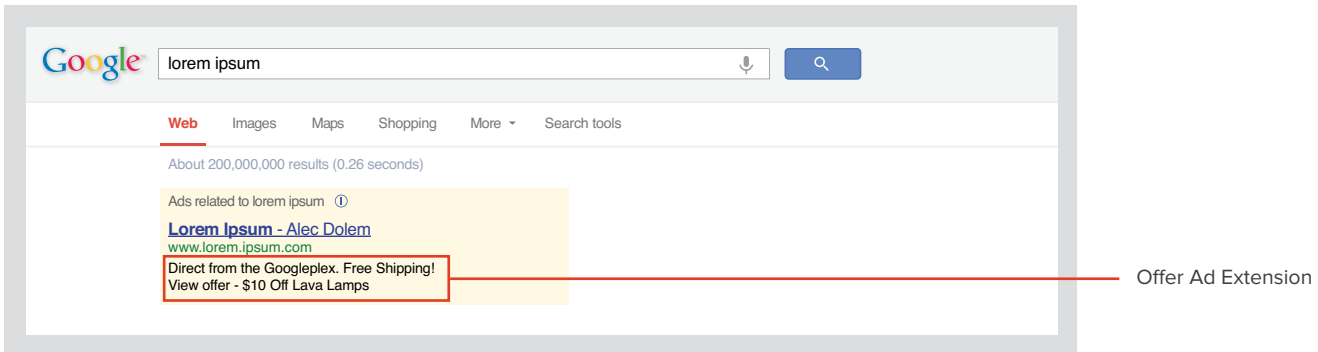 Google
lorem ipsum
Web Images Maps Shopping More Search tools
About 200,000,000 results (0.26 seconds)
Ads related to lorem ipsum
Lorem Ipsum - Alec Dolem
www.lorem.ipsum.com
Direct from the Googleplex. Free Shipping!
View offer - $10 Off Lava Lamps
Offer Ad Extension